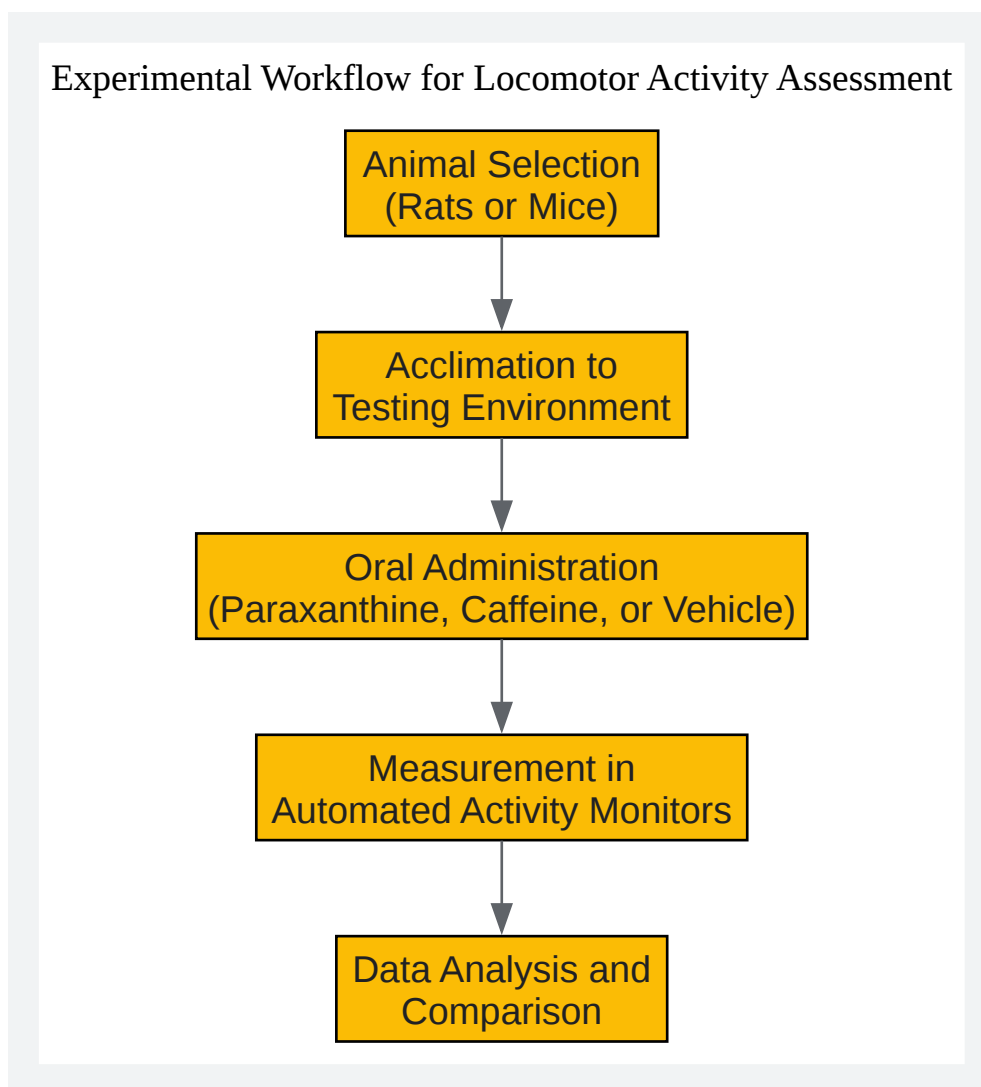 Experimental Workflow for Locomotor Activity Assessment
Animal Selection
(Rats or Mice)
Acclimation to
Testing Environment
Oral Administration
(Paraxanthine, Caffeine, or Vehicle)
Measurement in
Automated Activity Monitors
Data Analysis and
Comparison